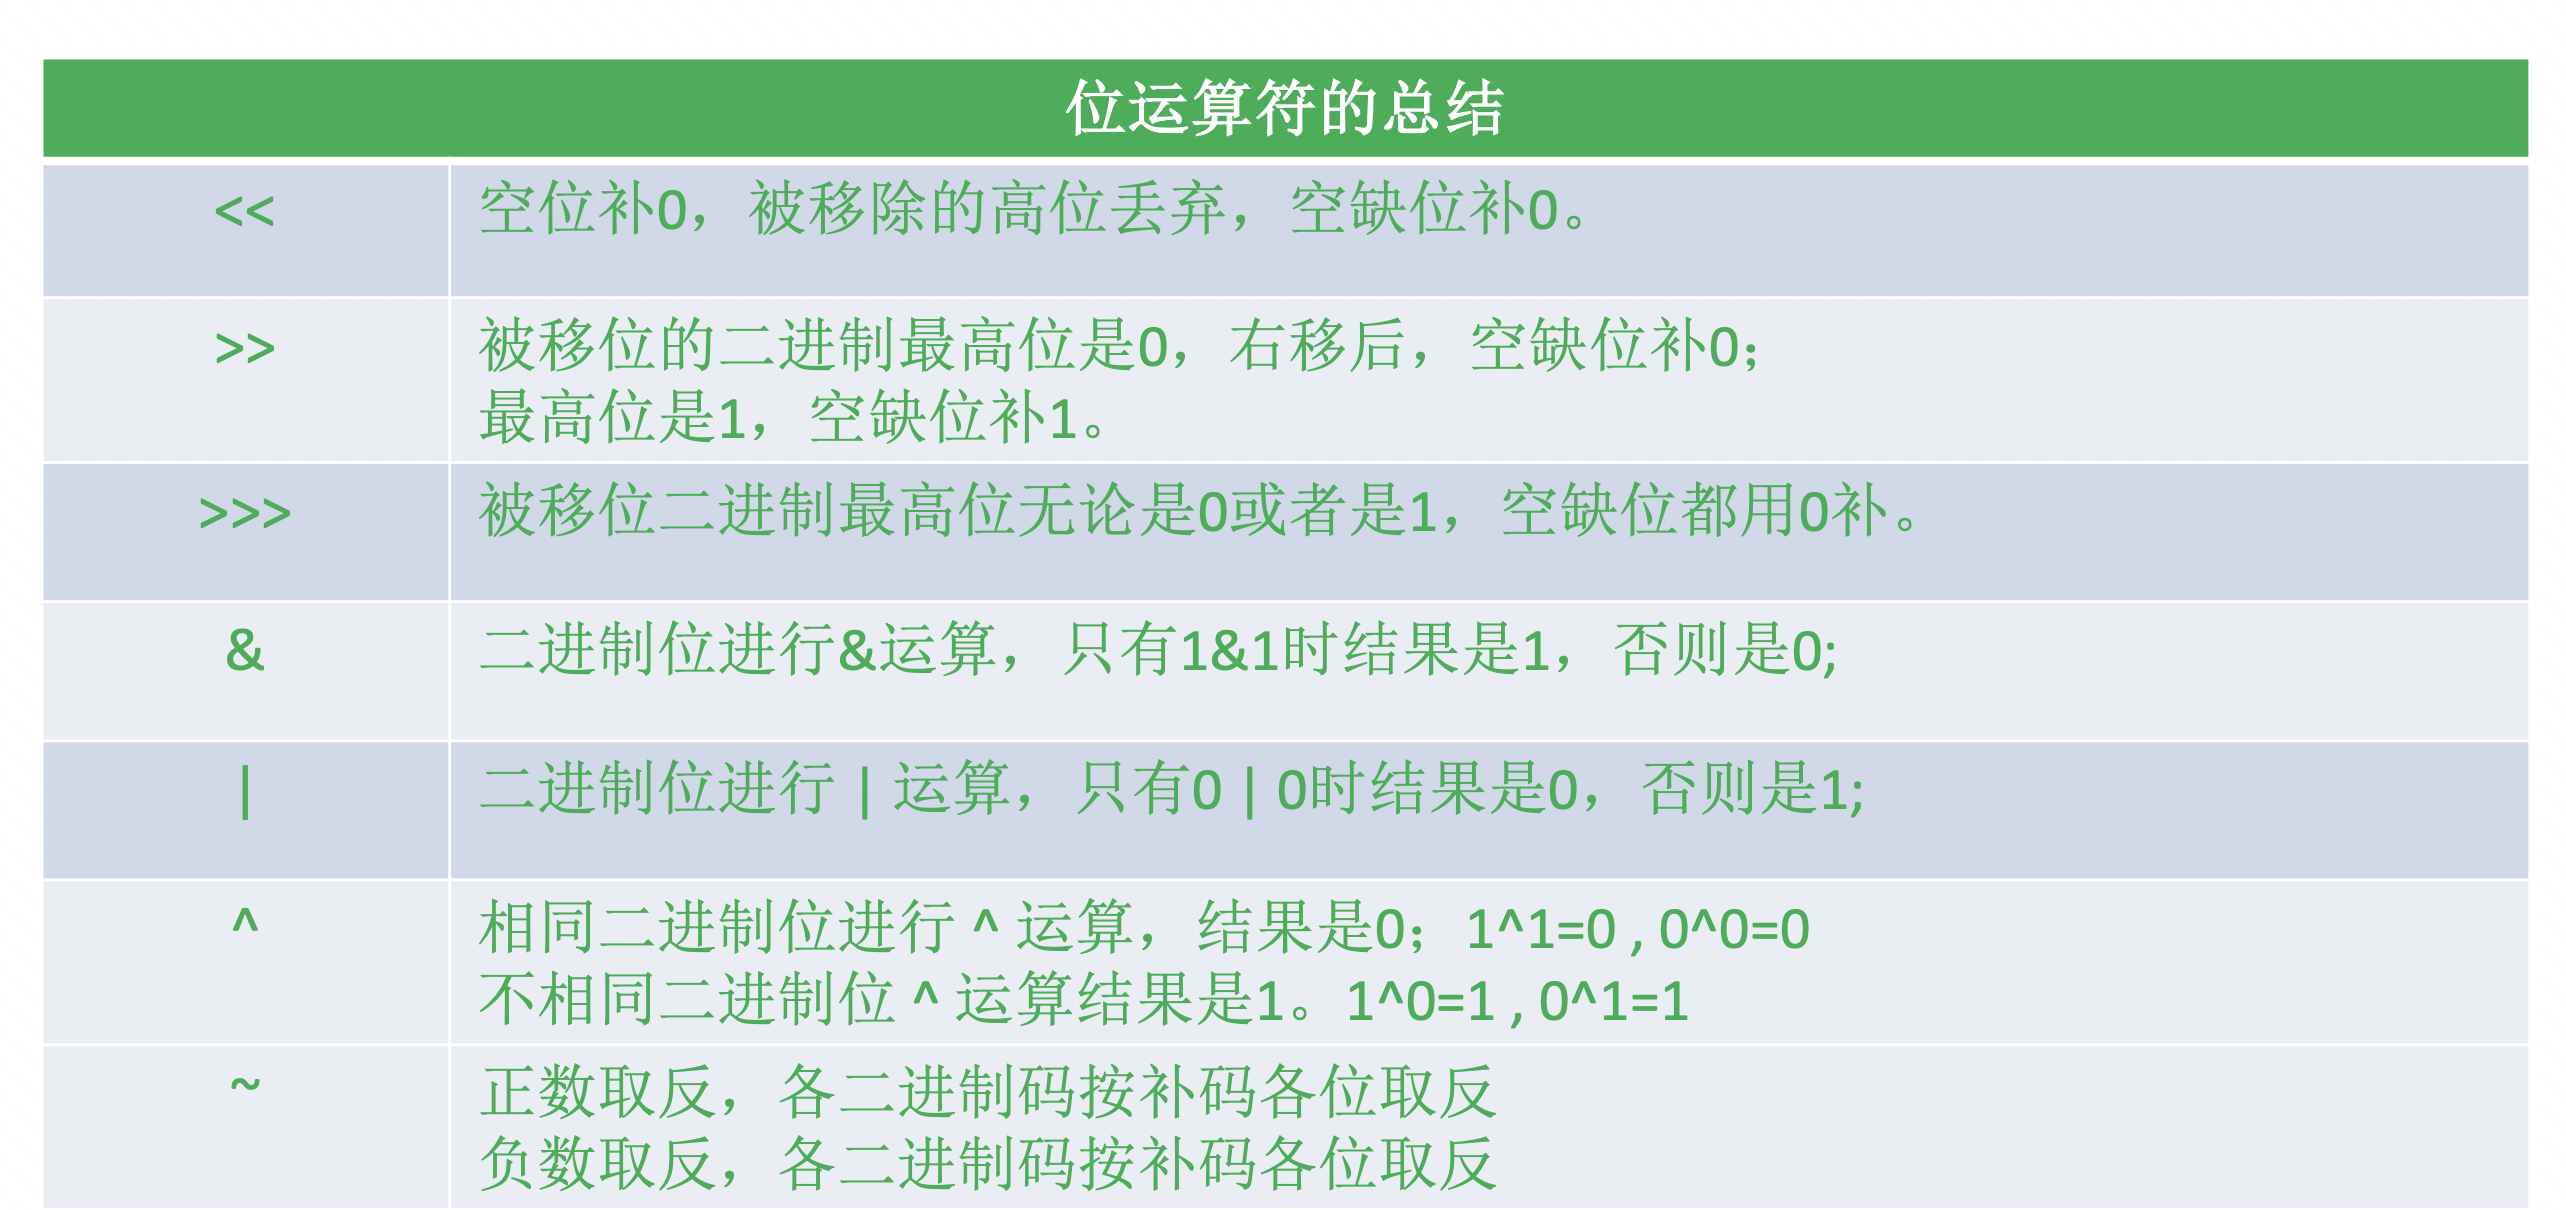 位运算符的总结
<< 空位补0，被移除的高位丢弃，空缺位补0。
>> 被移位的二进制最高位是0，右移后，空缺位补0；
最高位是1，空缺位补1。
>>> 被移位二进制最高位无论是0或者是1，空缺位都用0补。
& 二进制位进行&运算，只有1&1时结果是1，否则是0;
| 二进制位进行 | 运算，只有0 | 0时结果是0，否则是1;
^ 相同二进制位进行 ^ 运算，结果是0；1^1=0 , 0^0=0
不相同二进制位 ^ 运算结果是1。1^0=1 , 0^1=1
~ 正数取反，各二进制码按补码各位取反
负数取反，各二进制码按补码各位取反